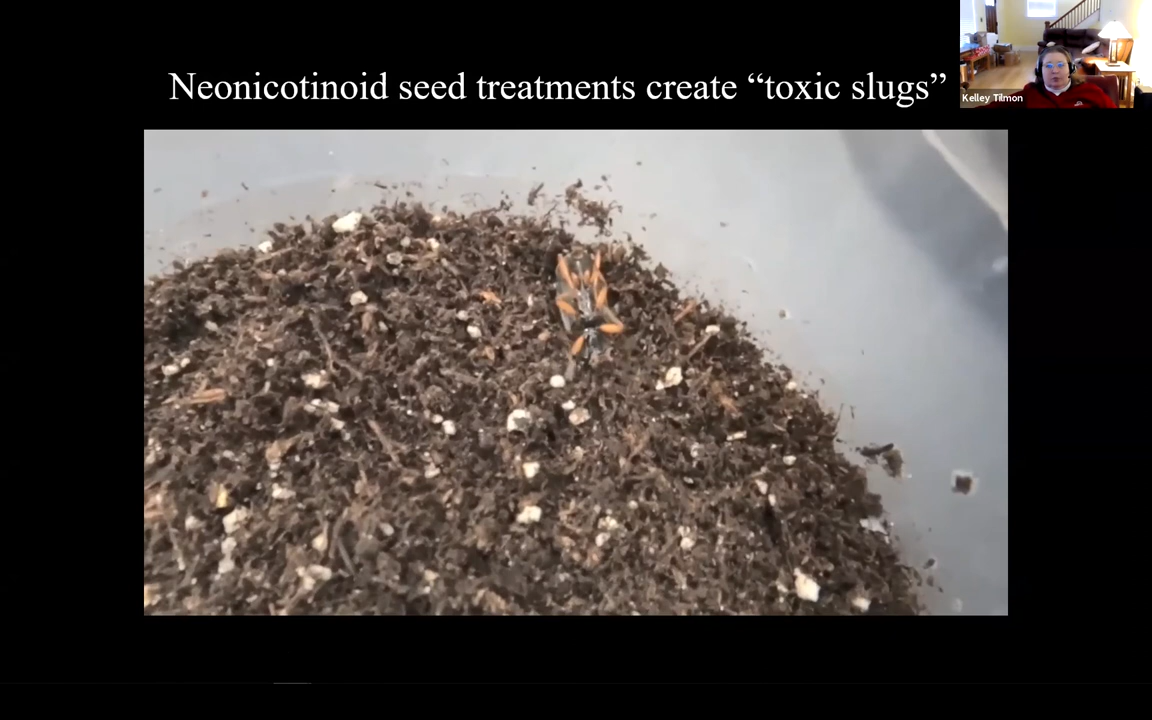 Neonicotinoid seed treatments create “toxic slugs”
Kelley Tilmon